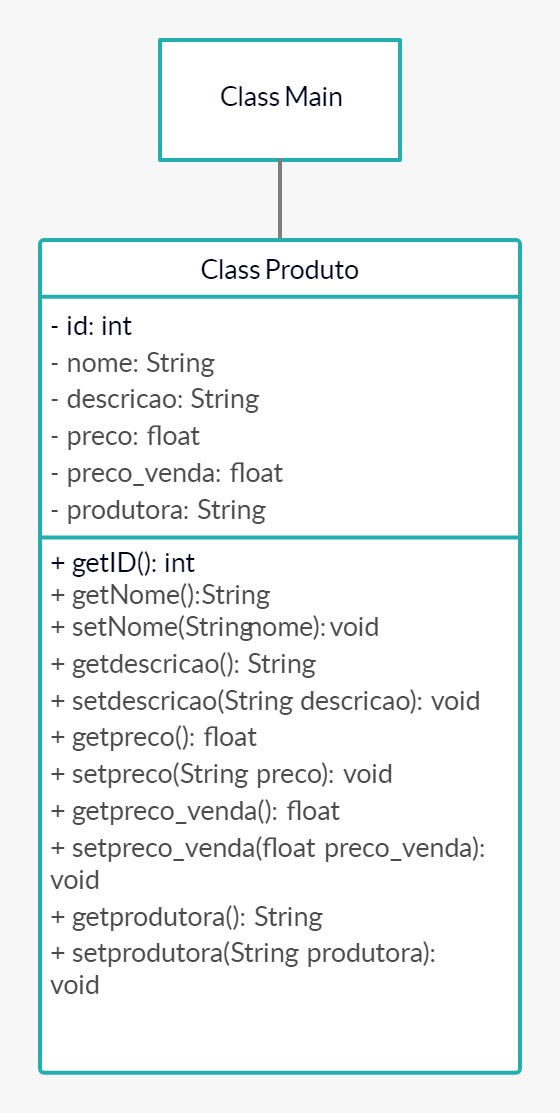 Class Main
Class Produto
- id: int
- nome: String
- descricao: String
- preco: float
- preco_venda: float
- produtora: String
+ getID(): int
+ getNome():String
+ setNome(String nome): void
+ getdescricao(): String
+ setdescricao(String descricao): void
+ getpreco(): float
+ setpreco(String preco): void
+ getpreco_venda(): float
+ setpreco_venda(float preco_venda):
void
+ getprodutora(): String
+ setprodutora(String produtora):
void